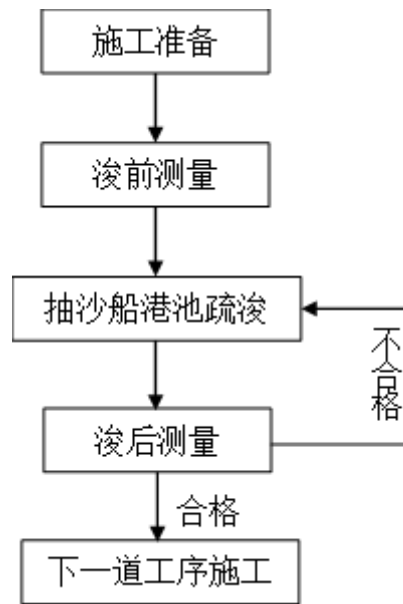 施工准备
浚前测量
抽沙船港池疏浚
不合格
浚后测量
合格
下一道工序施工